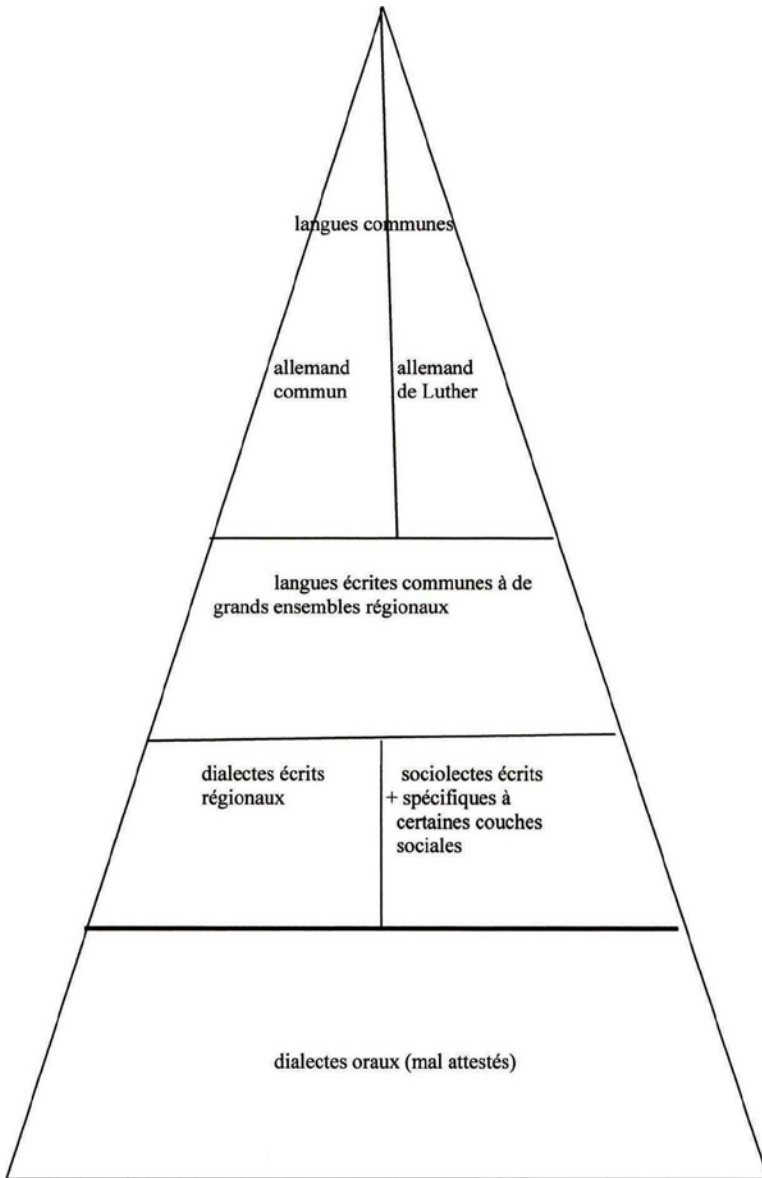 langues communes
allemand
commun
allemand
de Luther
langues écrites communes à de
grands ensembles régionaux
dialectes écrits
régionaux
sociolectes écrits
+ spécifiques à
certaines couches
sociales
dialectes oraux (mal attestés)